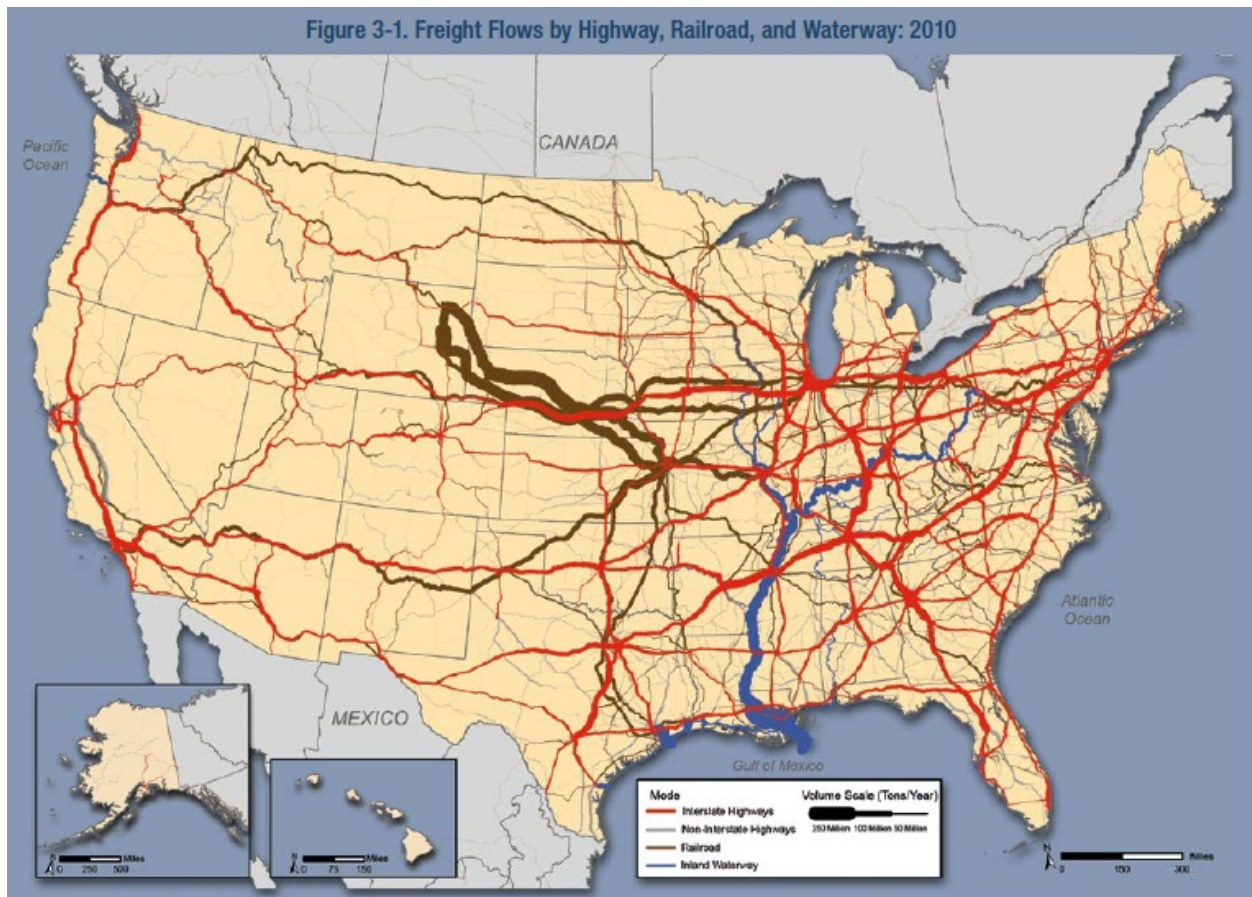 Figure 3-1. Freight Flows by Highway, Railroad, and Waterway: 2010
Pacific
Ocean
CANADA
Atlantic
Ocean
MEXICO
Gulf of Mexico
Mode
Interstate Highways
Non-Interstate Highways
Railroad
Inland Waterway
Volume Scale (Tons/Year)
250 Million 100 Million 50 Million
N
Miles
0 250 500
N
Miles
0 75 150
N
Miles
0 150 300